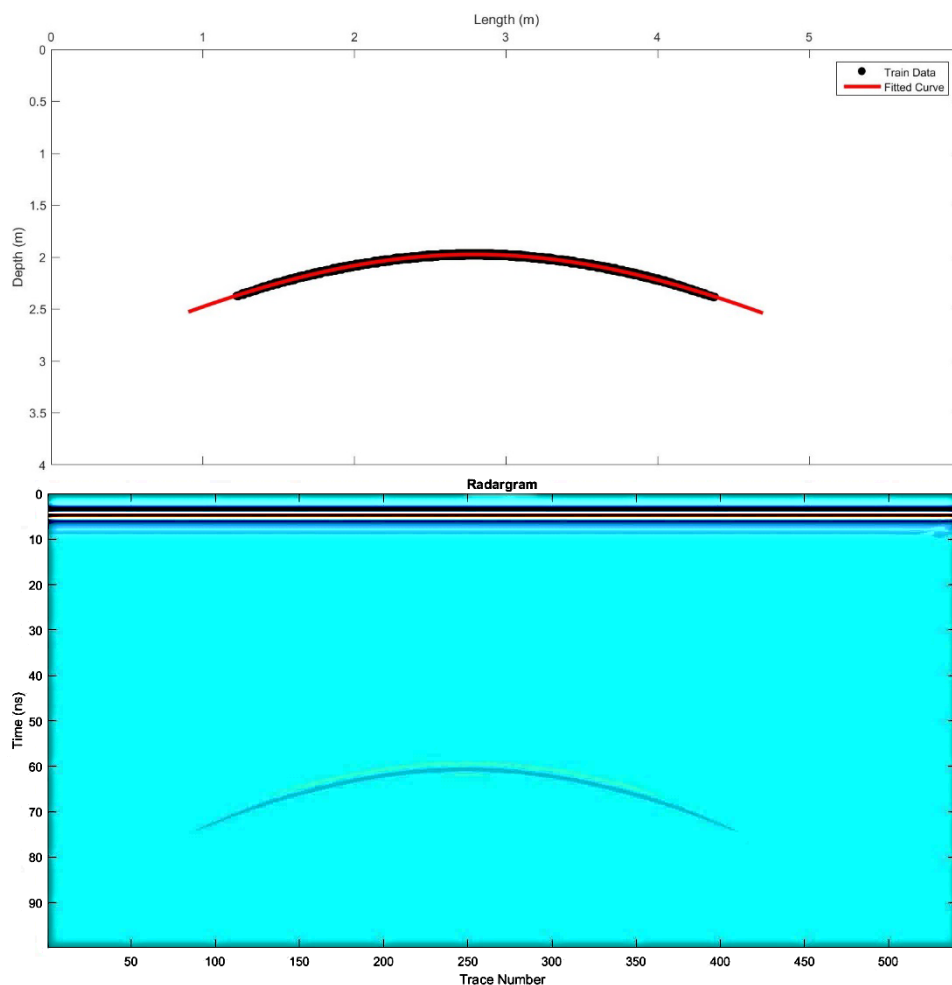 Length (m)
0 1 2 3 4 5
0
Train Data
Fitted Curve
0.5
1
1.5
2
2.5
3
3.5
4
Depth (m)
Radargram
0
10
20
30
40
50
60
70
80
90
Time (ns)
50 100 150 200 250 300 350 400 450 500
Trace Number